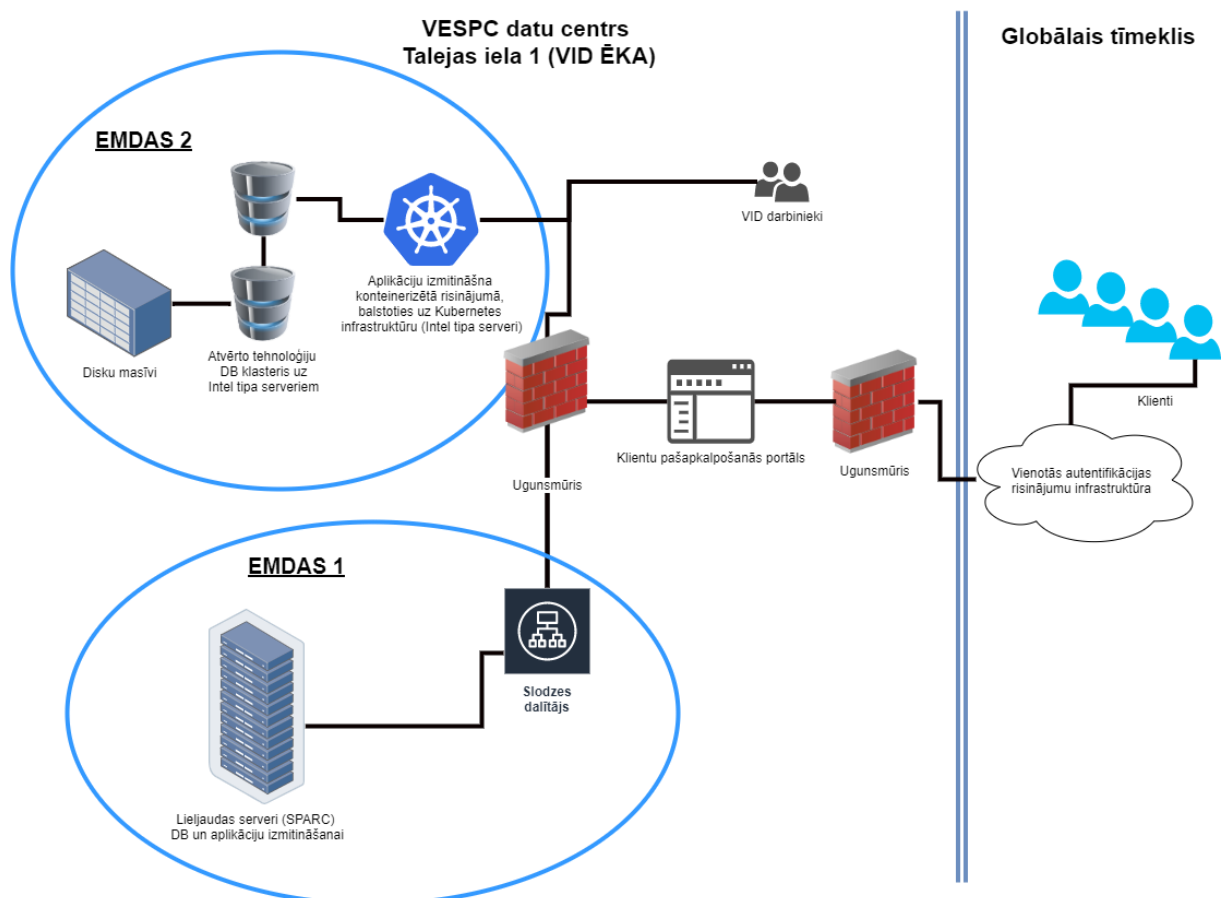 VESPC datu centrs
Talejas iela 1 (VID ĒKA)
Globālais tīmeklis
EMDAS 2
VID darbinieki
Aplikāciju izmitināšna
konteinerizētā risinājumā,
balstoties uz Kubernetes
infrastruktūru (Intel tipa serveri)
Disku masīvi
Atvērto tehnoloģiju
DB klasteris uz
Intel tipa serveriem
Klienti
Klientu pašapkalpošanās portāls
Ugunsmūris
Ugunsmūris
Vienotās autentifikācijas
risinājumu infrastruktūra
EMDAS 1
Slodzes
dalītājs
Lieljaudas serveri (SPARC)
DB un aplikāciju izmitināšanai